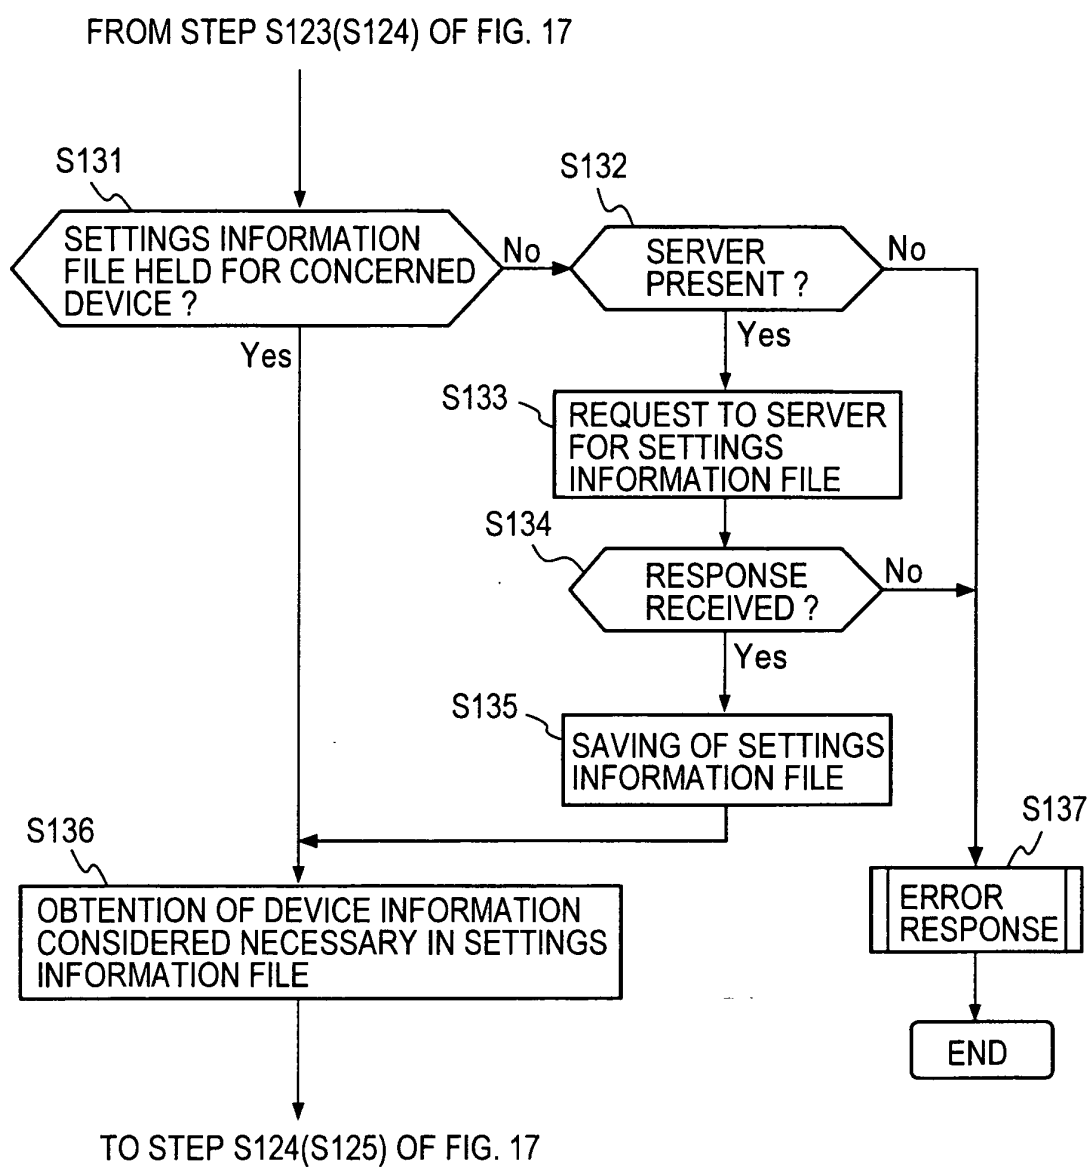 FROM STEP S123(S124) OF FIG. 17
S131
SETTINGS INFORMATION
FILE HELD FOR CONCERNED
DEVICE ?
No
Yes
S132
SERVER
PRESENT ?
No
Yes
S133
REQUEST TO SERVER
FOR SETTINGS
INFORMATION FILE
S134
RESPONSE
RECEIVED ?
No
Yes
S135
SAVING OF SETTINGS
INFORMATION FILE
S136
OBTENTION OF DEVICE INFORMATION
CONSIDERED NECESSARY IN SETTINGS
INFORMATION FILE
S137
ERROR
RESPONSE
END
TO STEP S124(S125) OF FIG. 17